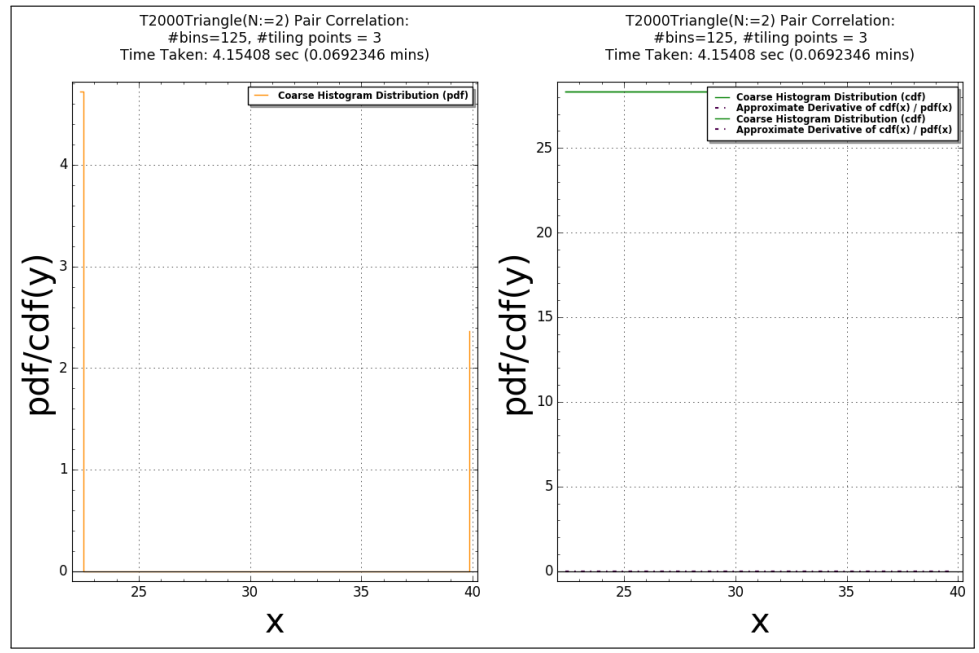 T2000Triangle(N:=2) Pair Correlation:
#bins=125, #tiling points = 3
Time Taken: 4.15408 sec (0.0692346 mins)
Coarse Histogram Distribution (pdf)
pdf/cdf(y)
4
3
2
1
0
25
30
35
40
x
T2000Triangle(N:=2) Pair Correlation:
#bins=125, #tiling points = 3
Time Taken: 4.15408 sec (0.0692346 mins)
Coarse Histogram Distribution (cdf)
Approximate Derivative of cdf(x) / pdf(x)
Coarse Histogram Distribution (cdf)
Approximate Derivative of cdf(x) / pdf(x)
pdf/cdf(y)
25
20
15
10
5
0
25
30
35
40
x